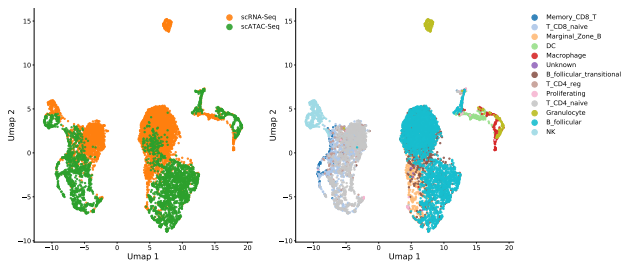 scRNA-Seq
scATAC-Seq
15
10
5
0
−5
−10
−10
−5
0
5
10
15
20
Umap 2
Umap 1
15
10
5
0
−5
−10
−10
−5
0
5
10
15
20
Umap 2
Umap 1
Memory_CD8_T
T_CD8_naive
Marginal_Zone_B
DC
Macrophage
Unknown
B_follicular_transitional
T_CD4_reg
Proliferating
T_CD4_naive
Granulocyte
B_follicular
NK